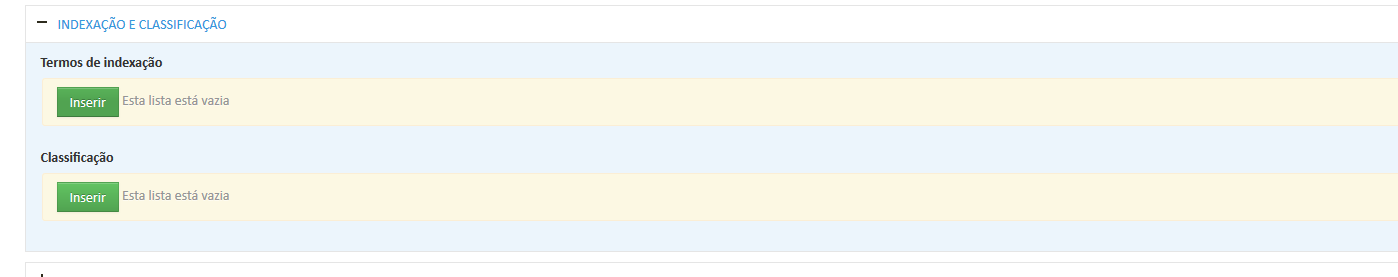 INDEXAÇÃO E CLASSIFICAÇÃO
Termos de indexação
Inserir Esta lista está vazia
Classificação
Inserir Esta lista está vazia